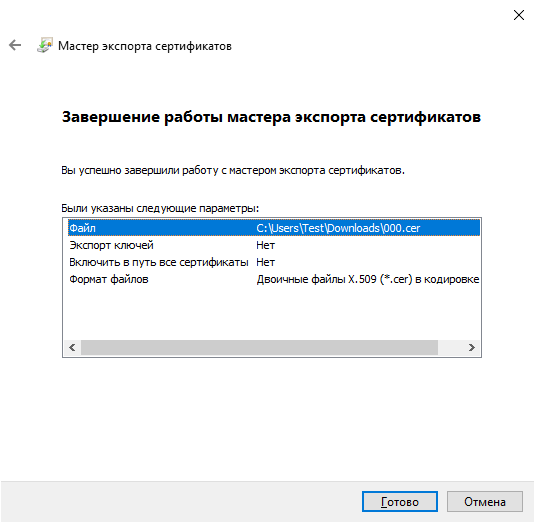 Мастер экспорта сертификатов
Завершение работы мастера экспорта сертификатов
Вы успешно завершили работу с мастером экспорта сертификатов.
Были указаны следующие параметры:
Файл C:\Users\Test\Downloads\000.cer
Экспорт ключей Нет
Включить в путь все сертификаты Нет
Формат файлов Двоичные файлы X.509 (*.cer) в кодировке
Готово Отмена